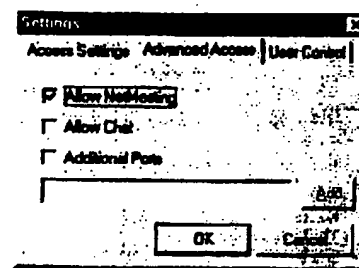 Settings
Access Settings Advanced Access User Control
Allow NetMeeting
Allow Chat
Additional Ports
Add
OK Cancel